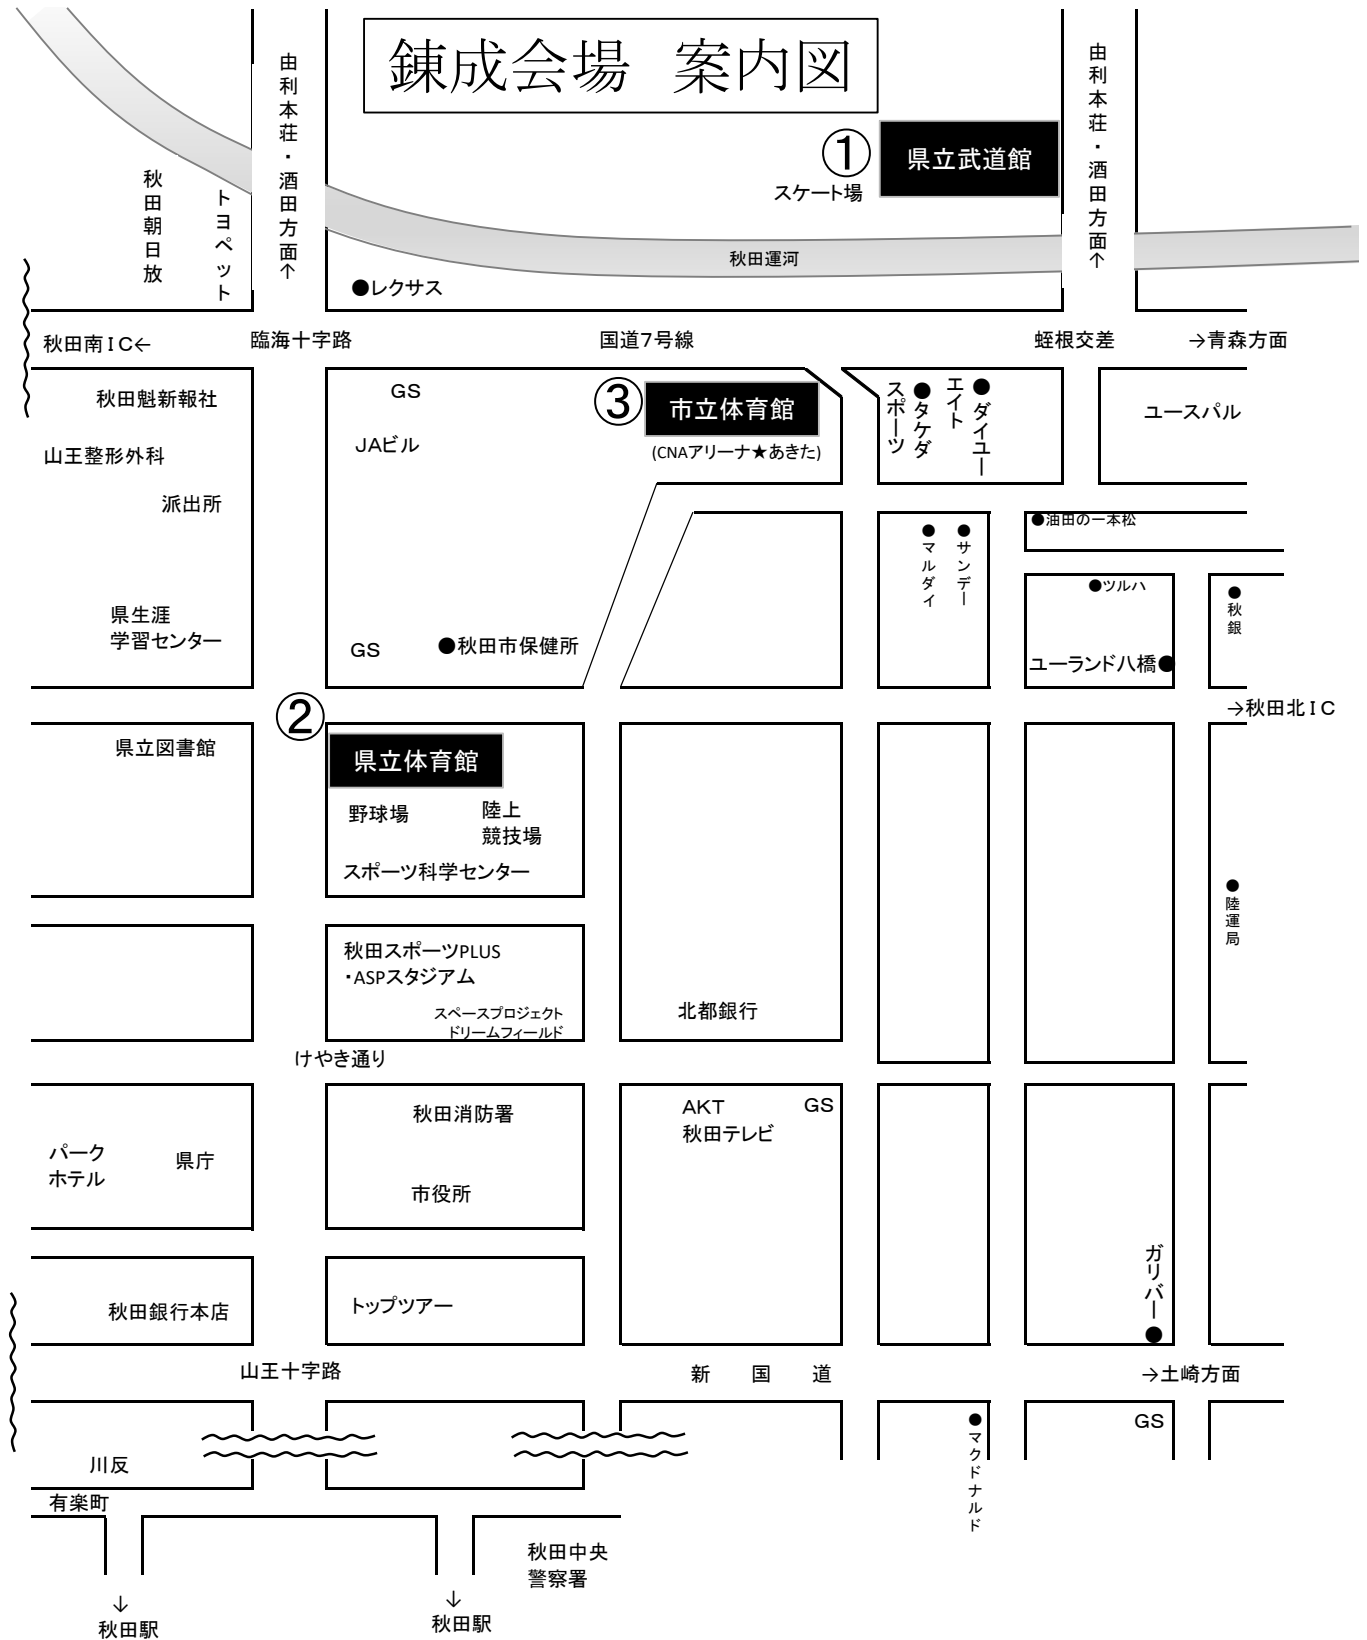 錬成会場　案内図
由利本荘・酒田方面↑
由利本荘・酒田方面↑
①
県立武道館
スケート場
秋田朝日放
トヨペット
秋田運河
●レクサス
秋田南ＩＣ←
臨海十字路
国道7号線
蛭根交差
→青森方面
秋田魁新報社
山王整形外科
派出所
県生涯
学習センター
GS
JAビル
③
市立体育館
(CNAアリーナ★あきた)
●ダイユー
エイト
●タケダ
スポーツ
ユースパル
●サンデー
●マルダイ
●油田の一本松
●ツルハ
●秋銀
GS
●秋田市保健所
ユーランド八橋●
→秋田北ＩＣ
②
県立図書館
県立体育館
野球場
陸上
競技場
スポーツ科学センター
●陸運局
秋田スポーツPLUS
・ASPスタジアム
スペースプロジェクト
ドリームフィールド
北都銀行
けやき通り
パーク
ホテル
県庁
秋田消防署
市役所
AKT
秋田テレビ
GS
ガリバー●
秋田銀行本店
トップツアー
山王十字路
新　国　道
→土崎方面
●マクドナルド
GS
川反
有楽町
秋田中央
警察署
↓
秋田駅
↓
秋田駅